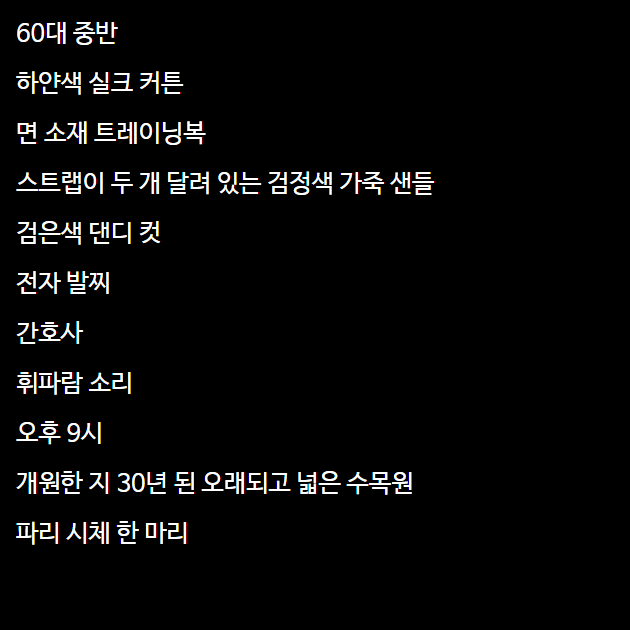 60대 중반
하얀색 실크 커튼
면 소재 트레이닝복
스트랩이 두 개 달려 있는 검정색 가죽 샌들
검은색 댄디 컷
전자 발찌
간호사
휘파람 소리
오후 9시
개원한 지 30년 된 오래되고 넓은 수목원
파리 시체 한 마리